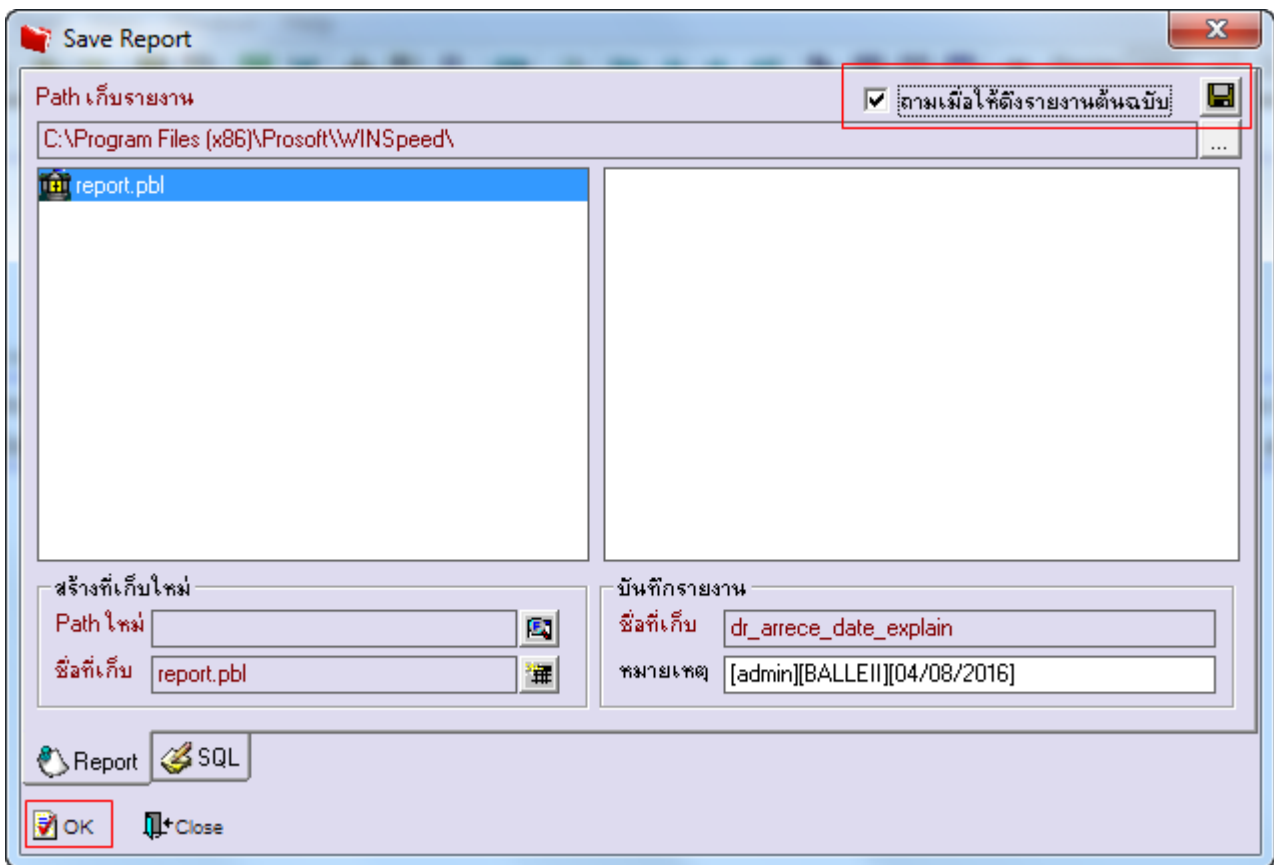 Save Report
Path เก็บรายงาน
ถามเมื่อให้ดึงรายงานต้นฉบับ
C:\Program Files (x86)\Prosoft\WINSpeed\
...
report.pbl
สร้างที่เก็บใหม่
Path ใหม่
ชื่อที่เก็บ report.pbl
บันทึกรายงาน
ชื่อที่เก็บ dr_arrece_date_explain
หมายเหตุ [admin][BALLEII][04/08/2016]
Report SQL
OK Close